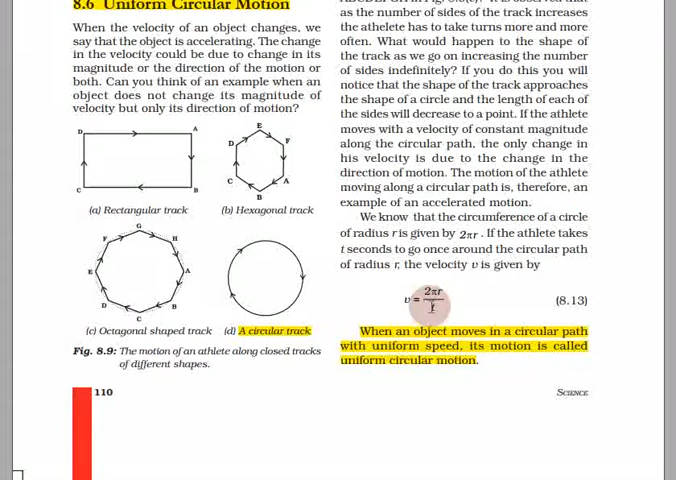 8.6 Uniform Circular Motion
When the velocity of an object changes, we
say that the object is accelerating. The change
in the velocity could be due to change in its
magnitude or the direction of the motion or
both. Can you think of an example when an
object does not change its magnitude of
velocity but only its direction of motion?
D A
C B
(a) Rectangular track
E
D F
C A
B
(b) Hexagonal track
G
F H
E A
D B
C
(c) Octagonal shaped track
(d) A circular track
Fig. 8.9: The motion of an athlete along closed tracks
of different shapes.
110
as the number of sides of the track increases
the athelete has to take turns more and more
often. What would happen to the shape of
the track as we go on increasing the number
of sides indefinitely? If you do this you will
notice that the shape of the track approaches
the shape of a circle and the length of each of
the sides will decrease to a point. If the athlete
moves with a velocity of constant magnitude
along the circular path, the only change in
his velocity is due to the change in the
direction of motion. The motion of the athlete
moving along a circular path is, therefore, an
example of an accelerated motion.
We know that the circumference of a circle
of radius r is given by 2πr . If the athlete takes
t seconds to go once around the circular path
of radius r, the velocity v is given by
v = 2πr / t (8.13)
When an object moves in a circular path
with uniform speed, its motion is called
uniform circular motion.
SCIENCE